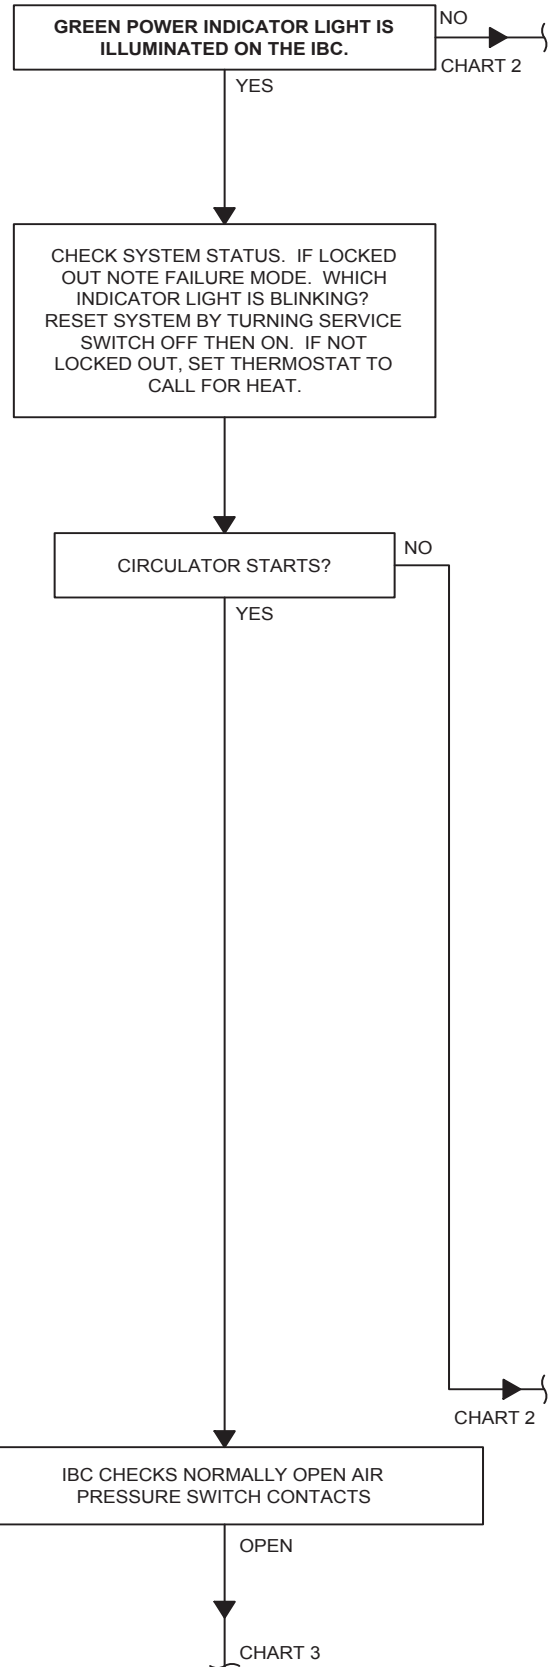 GREEN POWER INDICATOR LIGHT IS
ILLUMINATED ON THE IBC.
NO
CHART 2
YES
CHECK SYSTEM STATUS. IF LOCKED
OUT NOTE FAILURE MODE. WHICH
INDICATOR LIGHT IS BLINKING?
RESET SYSTEM BY TURNING SERVICE
SWITCH OFF THEN ON. IF NOT
LOCKED OUT, SET THERMOSTAT TO
CALL FOR HEAT.
CIRCULATOR STARTS?
NO
YES
CHART 2
IBC CHECKS NORMALLY OPEN AIR
PRESSURE SWITCH CONTACTS
OPEN
CHART 3